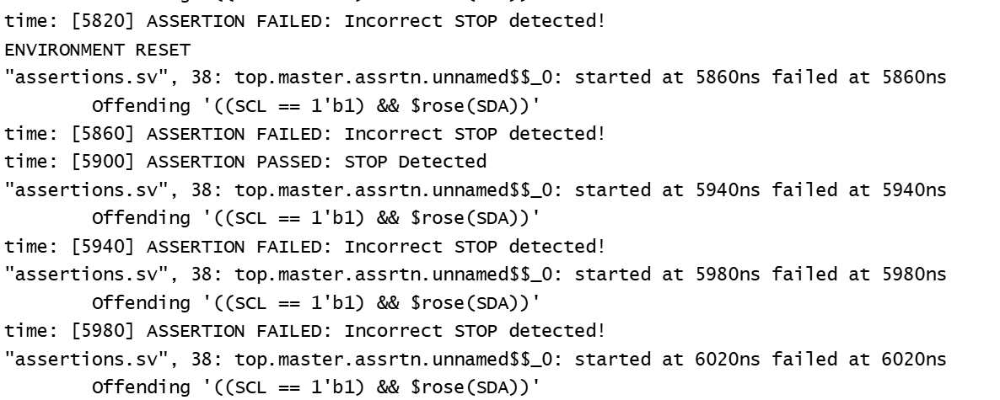 time: [5820] ASSERTION FAILED: Incorrect STOP detected!
ENVIRONMENT RESET
"assertions.sv", 38: top.master.assrtn.unnamed$$_0: started at 5860ns failed at 5860ns
Offending '((SCL == 1'b1) && $rose(SDA))'
time: [5860] ASSERTION FAILED: Incorrect STOP detected!
time: [5900] ASSERTION PASSED: STOP Detected
"assertions.sv", 38: top.master.assrtn.unnamed$$_0: started at 5940ns failed at 5940ns
Offending '((SCL == 1'b1) && $rose(SDA))'
time: [5940] ASSERTION FAILED: Incorrect STOP detected!
"assertions.sv", 38: top.master.assrtn.unnamed$$_0: started at 5980ns failed at 5980ns
Offending '((SCL == 1'b1) && $rose(SDA))'
time: [5980] ASSERTION FAILED: Incorrect STOP detected!
"assertions.sv", 38: top.master.assrtn.unnamed$$_0: started at 6020ns failed at 6020ns
Offending '((SCL == 1'b1) && $rose(SDA))'